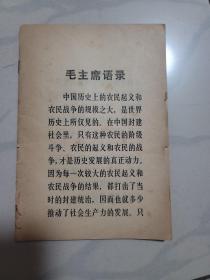 毛主席语录
中国历史上的农民起义和
农民战争的规模之大，是世界
历史上所仅见的。在中国封建
社会里，只有这种农民的阶级
斗争、农民的起义和农民的战
争，才是历史发展的真正动力。
因为每一次较大的农民起义和
农民战争的结果，都打击了当
时的封建统治，因而也就多少
推动了社会生产力的发展。只